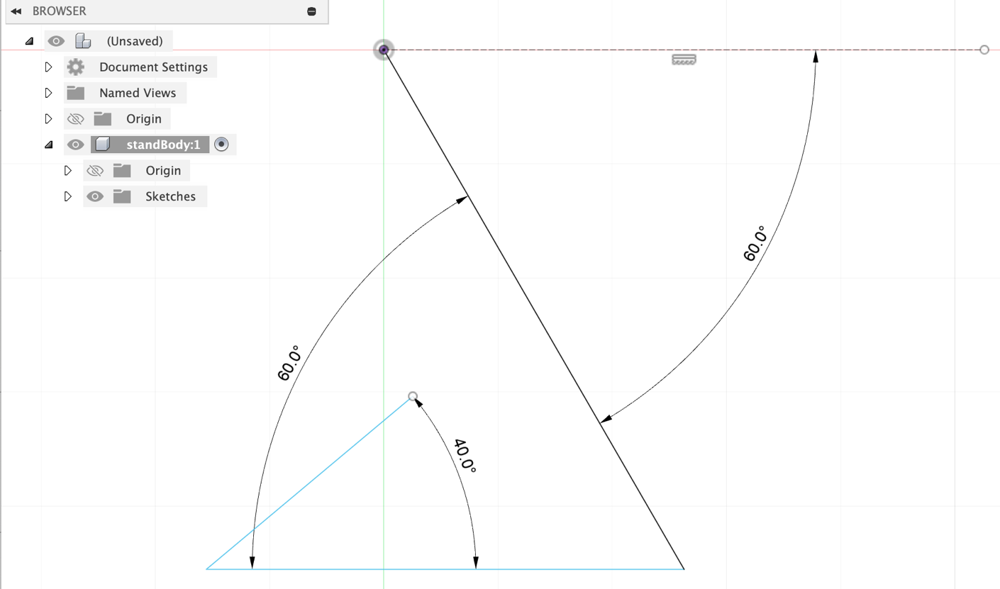 BROWSER
(Unsaved)
Document Settings
Named Views
Origin
standBody:1
Origin
Sketches
60.0°
60.0°
40.0°